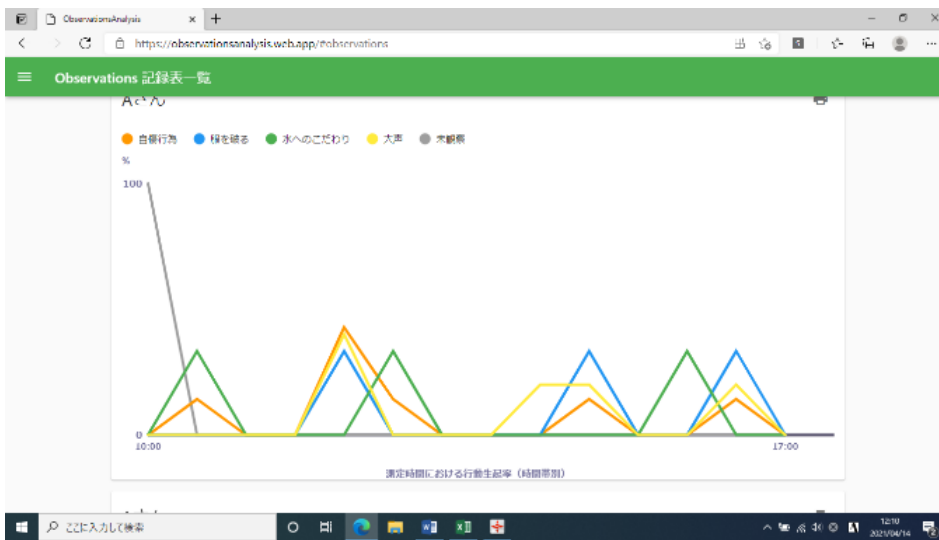 ObservationsAnalysis
https://observationsanalysis.web.app/#observations
Observations 記録表一覧
Aさん
自傷行為 服を破る 水へのこだわり 大声 未観察
%
100
0
10:00 17:00
測定時間における行動生起率（時間帯別）
ここに入力して検索
12:10
2021/04/14